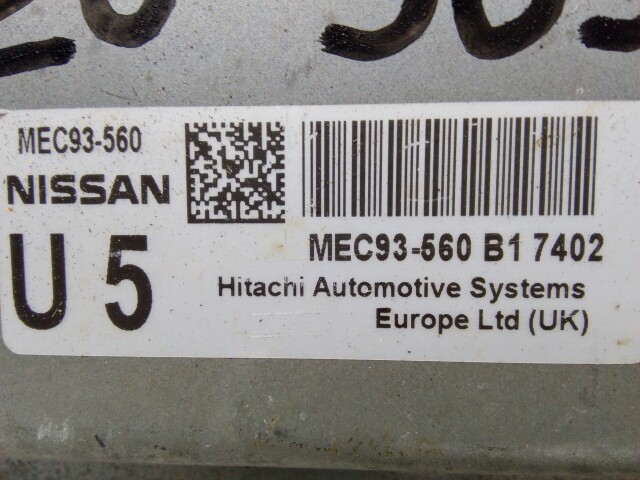 MEC93-560
NISSAN
U 5
MEC93-560 B1 7402
Hitachi Automotive Systems
Europe Ltd (UK)